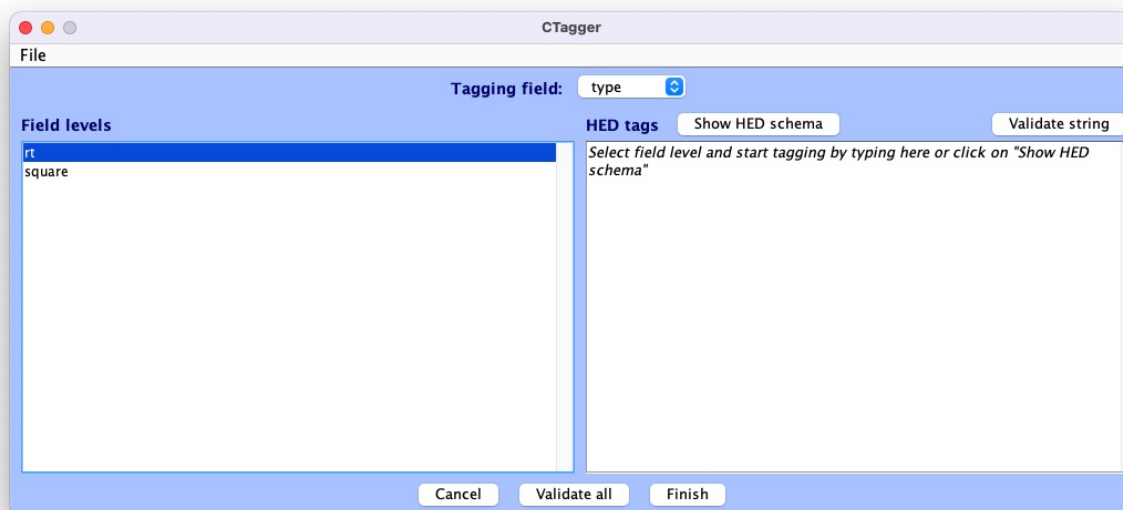 CTagger
File
Tagging field: type
Field levels
HED tags Show HED schema Validate string
rt
square
Select field level and start tagging by typing here or click on "Show HED
schema"
Cancel Validate all Finish